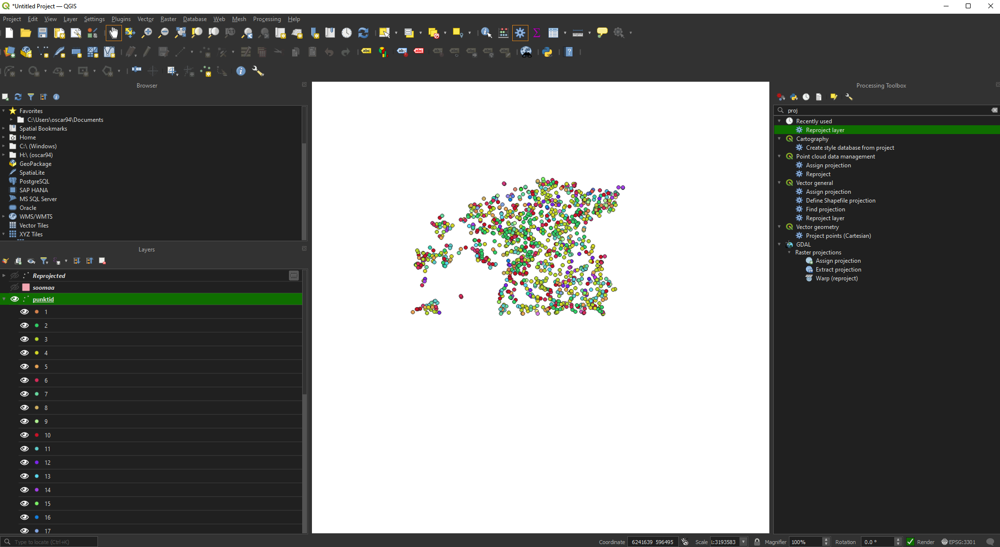 *Untitled Project — QGIS
Project Edit View Layer Settings Plugins Vector Raster Database Web Mesh Processing Help
abc abc abc
Browser
Favorites
C:\Users\oscar94\Documents
Spatial Bookmarks
Home
C:\ (Windows)
H:\ (oscar94)
GeoPackage
SpatiaLite
PostgreSQL
SAP HANA
MS SQL Server
Oracle
WMS/WMTS
Vector Tiles
XYZ Tiles
Layers
Reprojected
soomaa
punktid
1
2
3
4
5
6
7
8
9
10
11
12
13
14
15
16
17
Processing Toolbox
proj
Recently used
Reproject layer
Cartography
Create style database from project
Point cloud data management
Assign projection
Reproject
Vector general
Assign projection
Define Shapefile projection
Find projection
Reproject layer
Vector geometry
Project points (Cartesian)
GDAL
Raster projections
Assign projection
Extract projection
Warp (reproject)
Type to locate (Ctrl+K) Coordinate 6241639 596495 Scale 1:3193583 Magnifier 100% Rotation 0.0 ° Render EPSG:3301